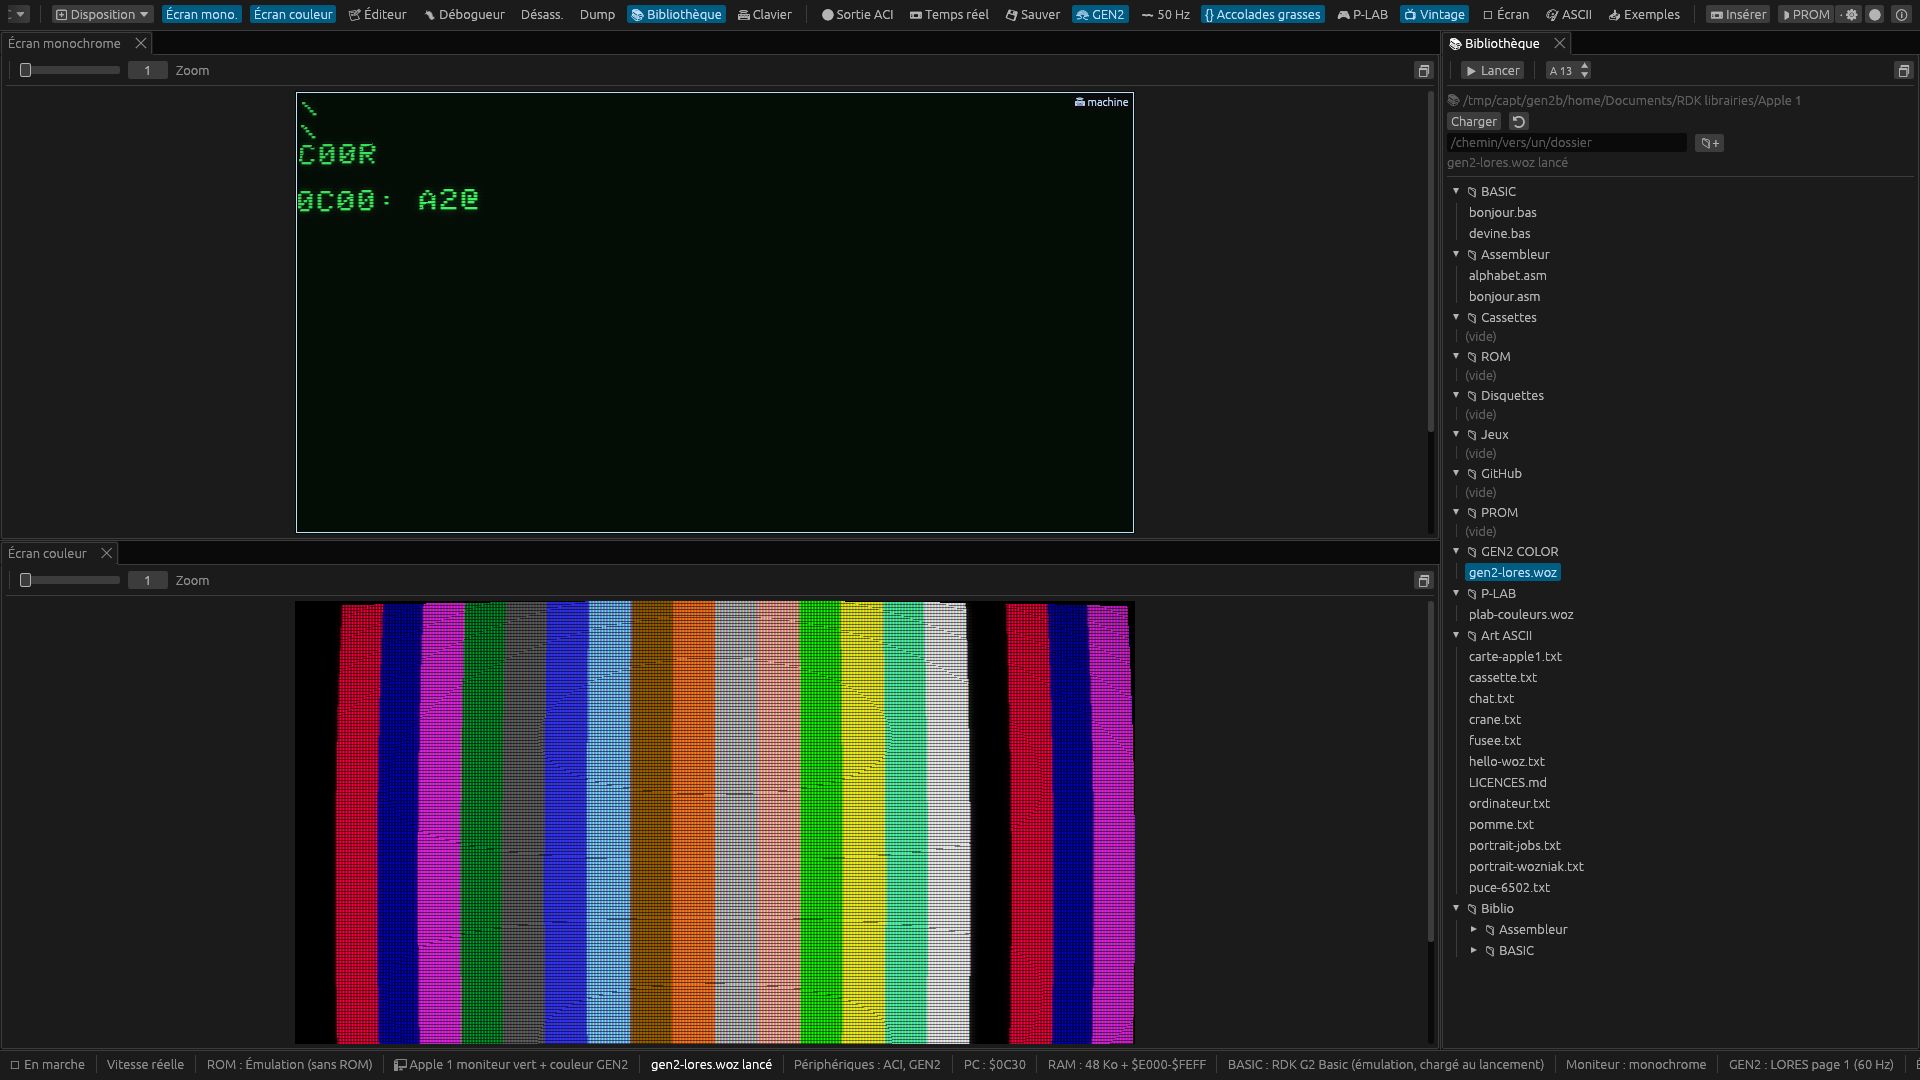 Disposition Écran mono. Écran couleur Éditeur Débogueur Désass. Dump Bibliothèque Clavier Sortie ACI Temps réel Sauver GEN2 50 Hz {} Accolades grasses P-LAB Vintage Écran ASCII Exemples Insérer PROM
Écran monochrome
1 Zoom
machine
\
\
C00R
0C00: A2@
Écran couleur
1 Zoom
Bibliothèque
Lancer A 13
/tmp/capt/gen2b/home/Documents/RDK librairies/Apple 1
Charger
/chemin/vers/un/dossier
gen2-lores.woz lancé
BASIC
bonjour.bas
devine.bas
Assembleur
alphabet.asm
bonjour.asm
Cassettes
(vide)
ROM
(vide)
Disquettes
(vide)
Jeux
(vide)
GitHub
(vide)
PROM
(vide)
GEN2 COLOR
gen2-lores.woz
P-LAB
plab-couleurs.woz
Art ASCII
carte-apple1.txt
cassette.txt
chat.txt
crane.txt
fusee.txt
hello-woz.txt
LICENCES.md
ordinateur.txt
pomme.txt
portrait-jobs.txt
portrait-wozniak.txt
puce-6502.txt
Biblio
Assembleur
BASIC
En marche Vitesse réelle ROM : Émulation (sans ROM) Apple 1 moniteur vert + couleur GEN2 gen2-lores.woz lancé Périphériques : ACI, GEN2 PC : $0C30 RAM : 48 Ko + $E000-$FEFF BASIC : RDK G2 Basic (émulation, chargé au lancement) Moniteur : monochrome GEN2 : LORES page 1 (60 Hz)